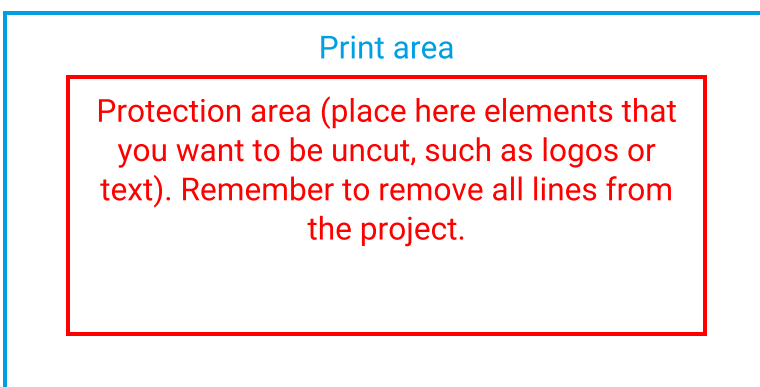 Print area
Protection area (place here elements that
you want to be uncut, such as logos or
text). Remember to remove all lines from
the project.